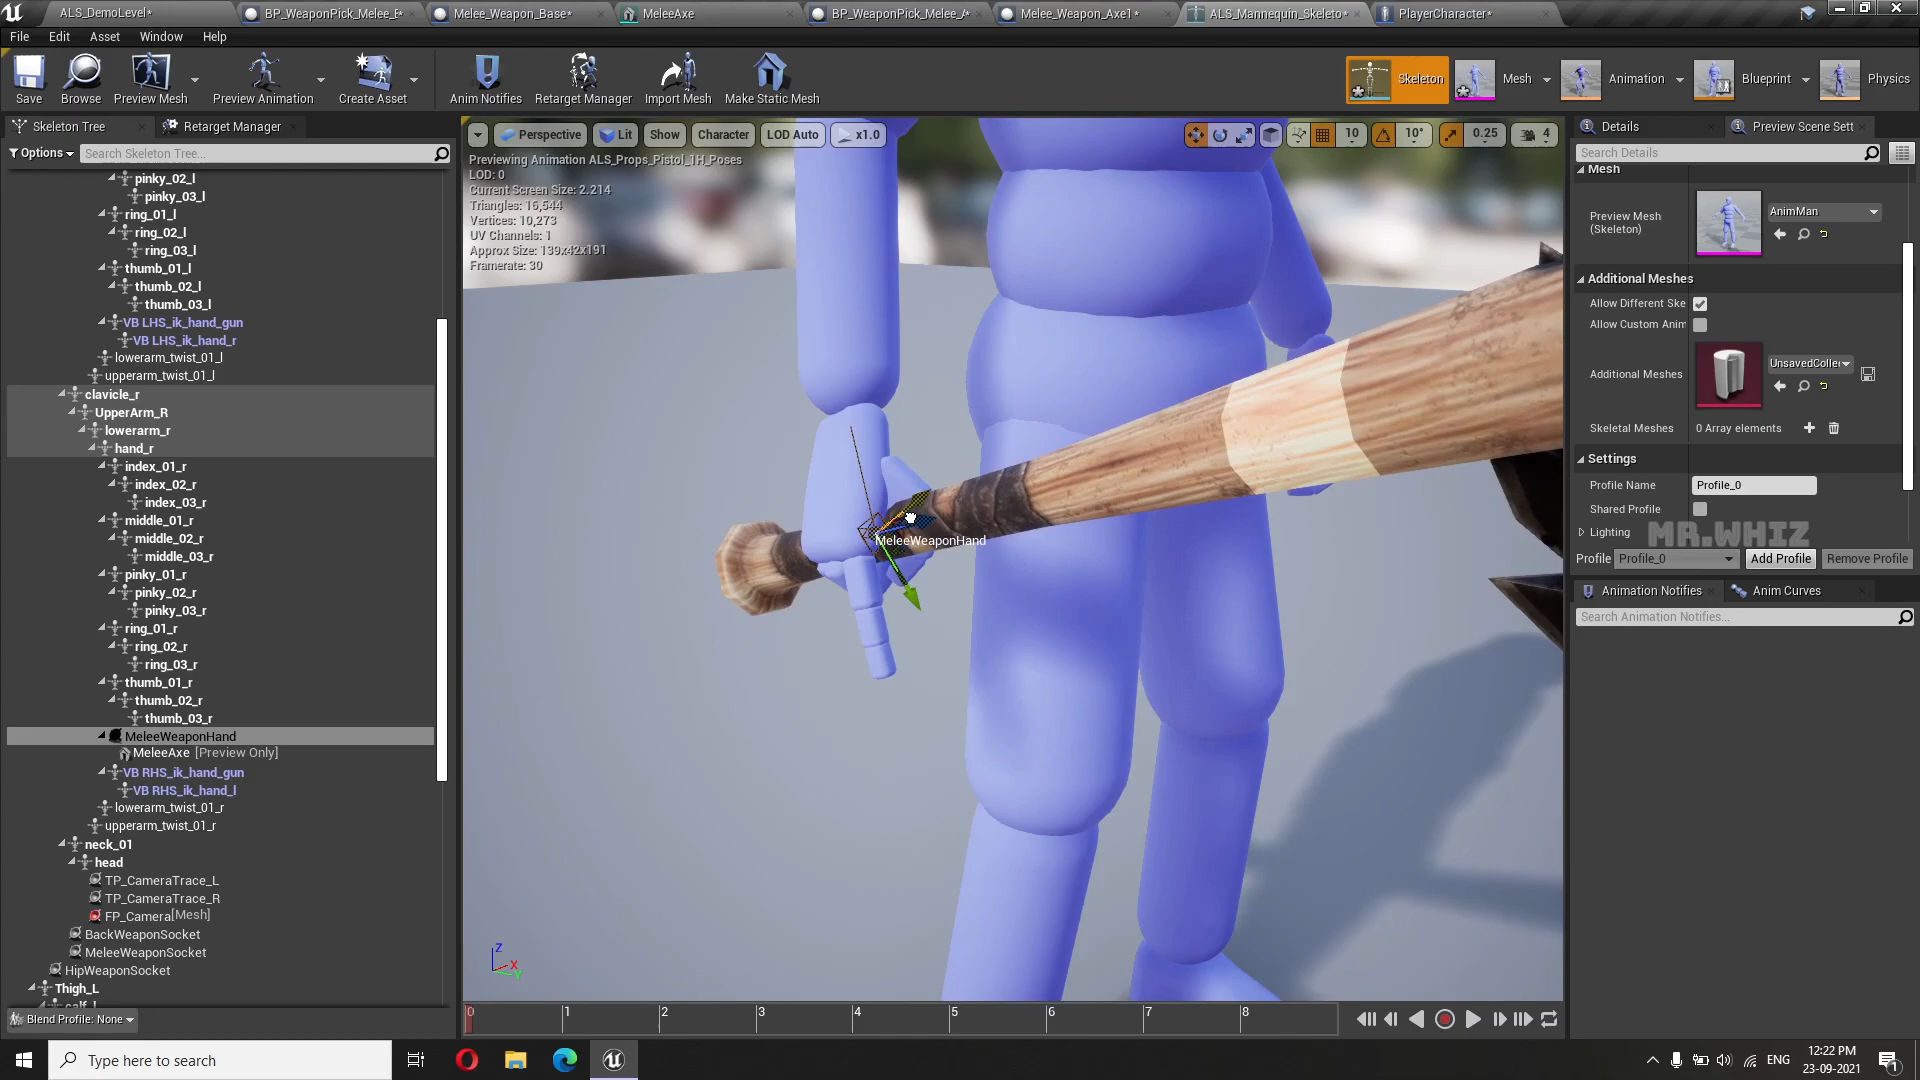 ALS_DemoLevel*
BP_WeaponPick_Melee_E*
Melee_Weapon_Base*
MeleeAxe
BP_WeaponPick_Melee_A*
Melee_Weapon_Axe1*
ALS_Mannequin_Skeleto*
PlayerCharacter*
File Edit Asset Window Help
Save
Browse
Preview Mesh
Preview Animation
Create Asset
Anim Notifies
Retarget Manager
Import Mesh
Make Static Mesh
Skeleton
Mesh
Animation
Blueprint
Physics
Skeleton Tree
Retarget Manager
Options
Search Skeleton Tree...
pinky_02_l
pinky_03_l
ring_01_l
ring_02_l
ring_03_l
thumb_01_l
thumb_02_l
thumb_03_l
VB LHS_ik_hand_gun
VB LHS_ik_hand_r
lowerarm_twist_01_l
upperarm_twist_01_l
clavicle_r
UpperArm_R
lowerarm_r
hand_r
index_01_r
index_02_r
index_03_r
middle_01_r
middle_02_r
middle_03_r
pinky_01_r
pinky_02_r
pinky_03_r
ring_01_r
ring_02_r
ring_03_r
thumb_01_r
thumb_02_r
thumb_03_r
MeleeWeaponHand
MeleeAxe [Preview Only]
VB RHS_ik_hand_gun
VB RHS_ik_hand_l
lowerarm_twist_01_r
upperarm_twist_01_r
neck_01
head
TP_CameraTrace_L
TP_CameraTrace_R
FP_Camera[Mesh]
BackWeaponSocket
MeleeWeaponSocket
HipWeaponSocket
Thigh_L
Blend Profile: None
Perspective
Lit
Show
Character
LOD Auto
x1.0
10
10°
0.25
4
Previewing Animation ALS_Props_Pistol_1H_Poses
LOD: 0
Current Screen Size: 2.214
Triangles: 16,544
Vertices: 10,273
UV Channels: 1
Approx Size: 139x42x191
Framerate: 30
MeleeWeaponHand
Z
X
Y
0 1 2 3 4 5 6 7 8
Details
Preview Scene Sett
Search Details
Mesh
Preview Mesh
(Skeleton)
AnimMan
Additional Meshes
Allow Different Ske
Allow Custom Anim
Additional Meshes
UnsavedCollec
Skeletal Meshes
0 Array elements
Settings
Profile Name
Profile_0
Shared Profile
Lighting
MR.WHIZ
Profile
Profile_0
Add Profile
Remove Profile
Animation Notifies
Anim Curves
Search Animation Notifies...
Type here to search
ENG
12:22 PM
23-09-2021
1